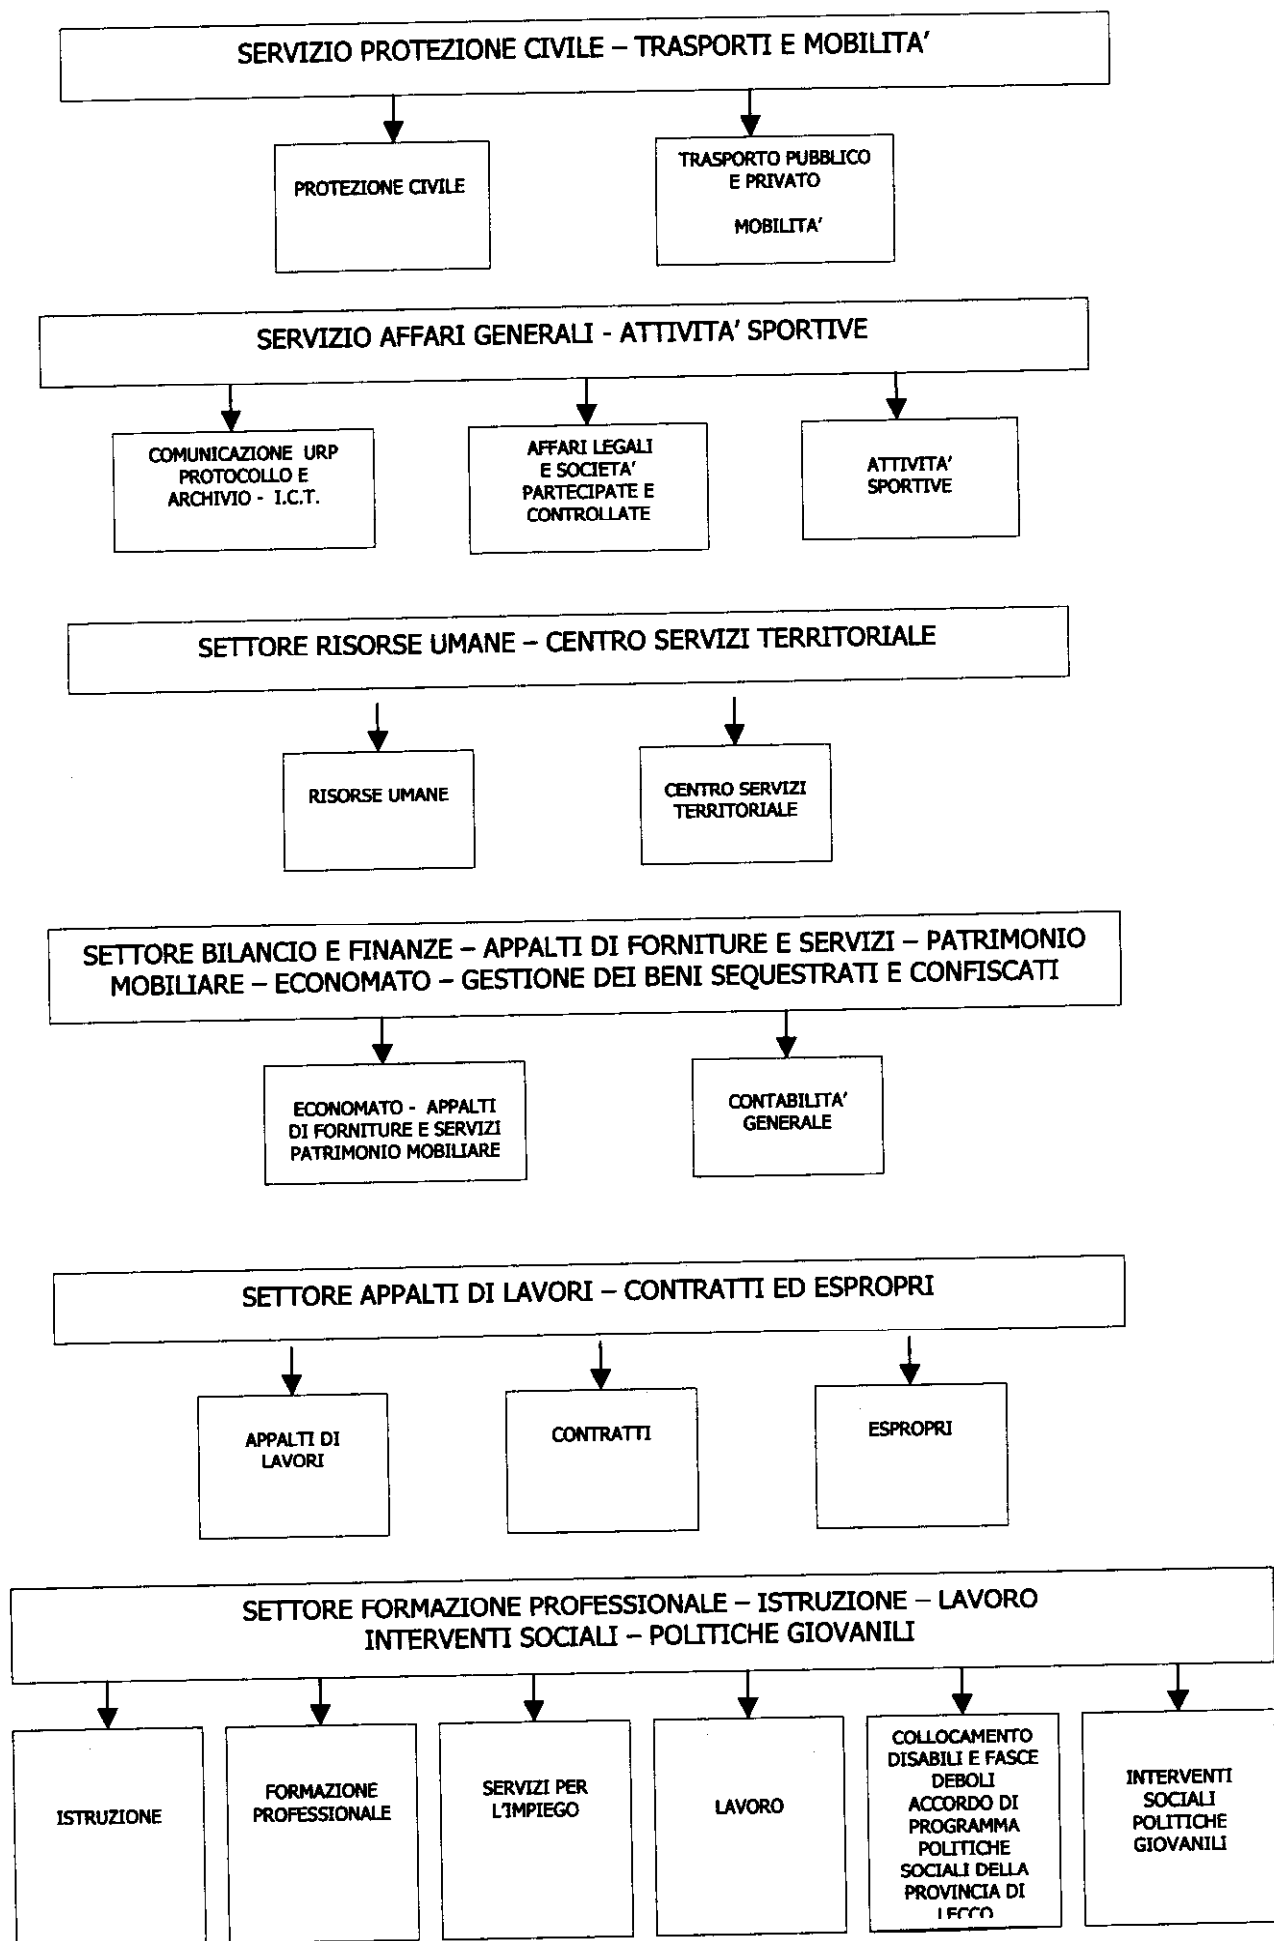 SERVIZIO PROTEZIONE CIVILE – TRASPORTI E MOBILITA'
PROTEZIONE CIVILE
TRASPORTO PUBBLICO
E PRIVATO
MOBILITA'
SERVIZIO AFFARI GENERALI - ATTIVITA' SPORTIVE
COMUNICAZIONE URP
PROTOCOLLO E
ARCHIVIO - I.C.T.
AFFARI LEGALI
E SOCIETA'
PARTECIPATE E
CONTROLLATE
ATTIVITA'
SPORTIVE
SETTORE RISORSE UMANE – CENTRO SERVIZI TERRITORIALE
RISORSE UMANE
CENTRO SERVIZI
TERRITORIALE
SETTORE BILANCIO E FINANZE – APPALTI DI FORNITURE E SERVIZI – PATRIMONIO
MOBILIARE – ECONOMATO – GESTIONE DEI BENI SEQUESTRATI E CONFISCATI
ECONOMATO - APPALTI
DI FORNITURE E SERVIZI
PATRIMONIO MOBILIARE
CONTABILITA'
GENERALE
SETTORE APPALTI DI LAVORI – CONTRATTI ED ESPROPRI
APPALTI DI
LAVORI
CONTRATTI
ESPROPRI
SETTORE FORMAZIONE PROFESSIONALE – ISTRUZIONE – LAVORO
INTERVENTI SOCIALI – POLITICHE GIOVANILI
ISTRUZIONE
FORMAZIONE
PROFESSIONALE
SERVIZI PER
L'IMPIEGO
LAVORO
COLLOCAMENTO
DISABILI E FASCE
DEBOLI
ACCORDO DI
PROGRAMMA
POLITICHE
SOCIALI DELLA
PROVINCIA DI
LECCO
INTERVENTI
SOCIALI
POLITICHE
GIOVANILI